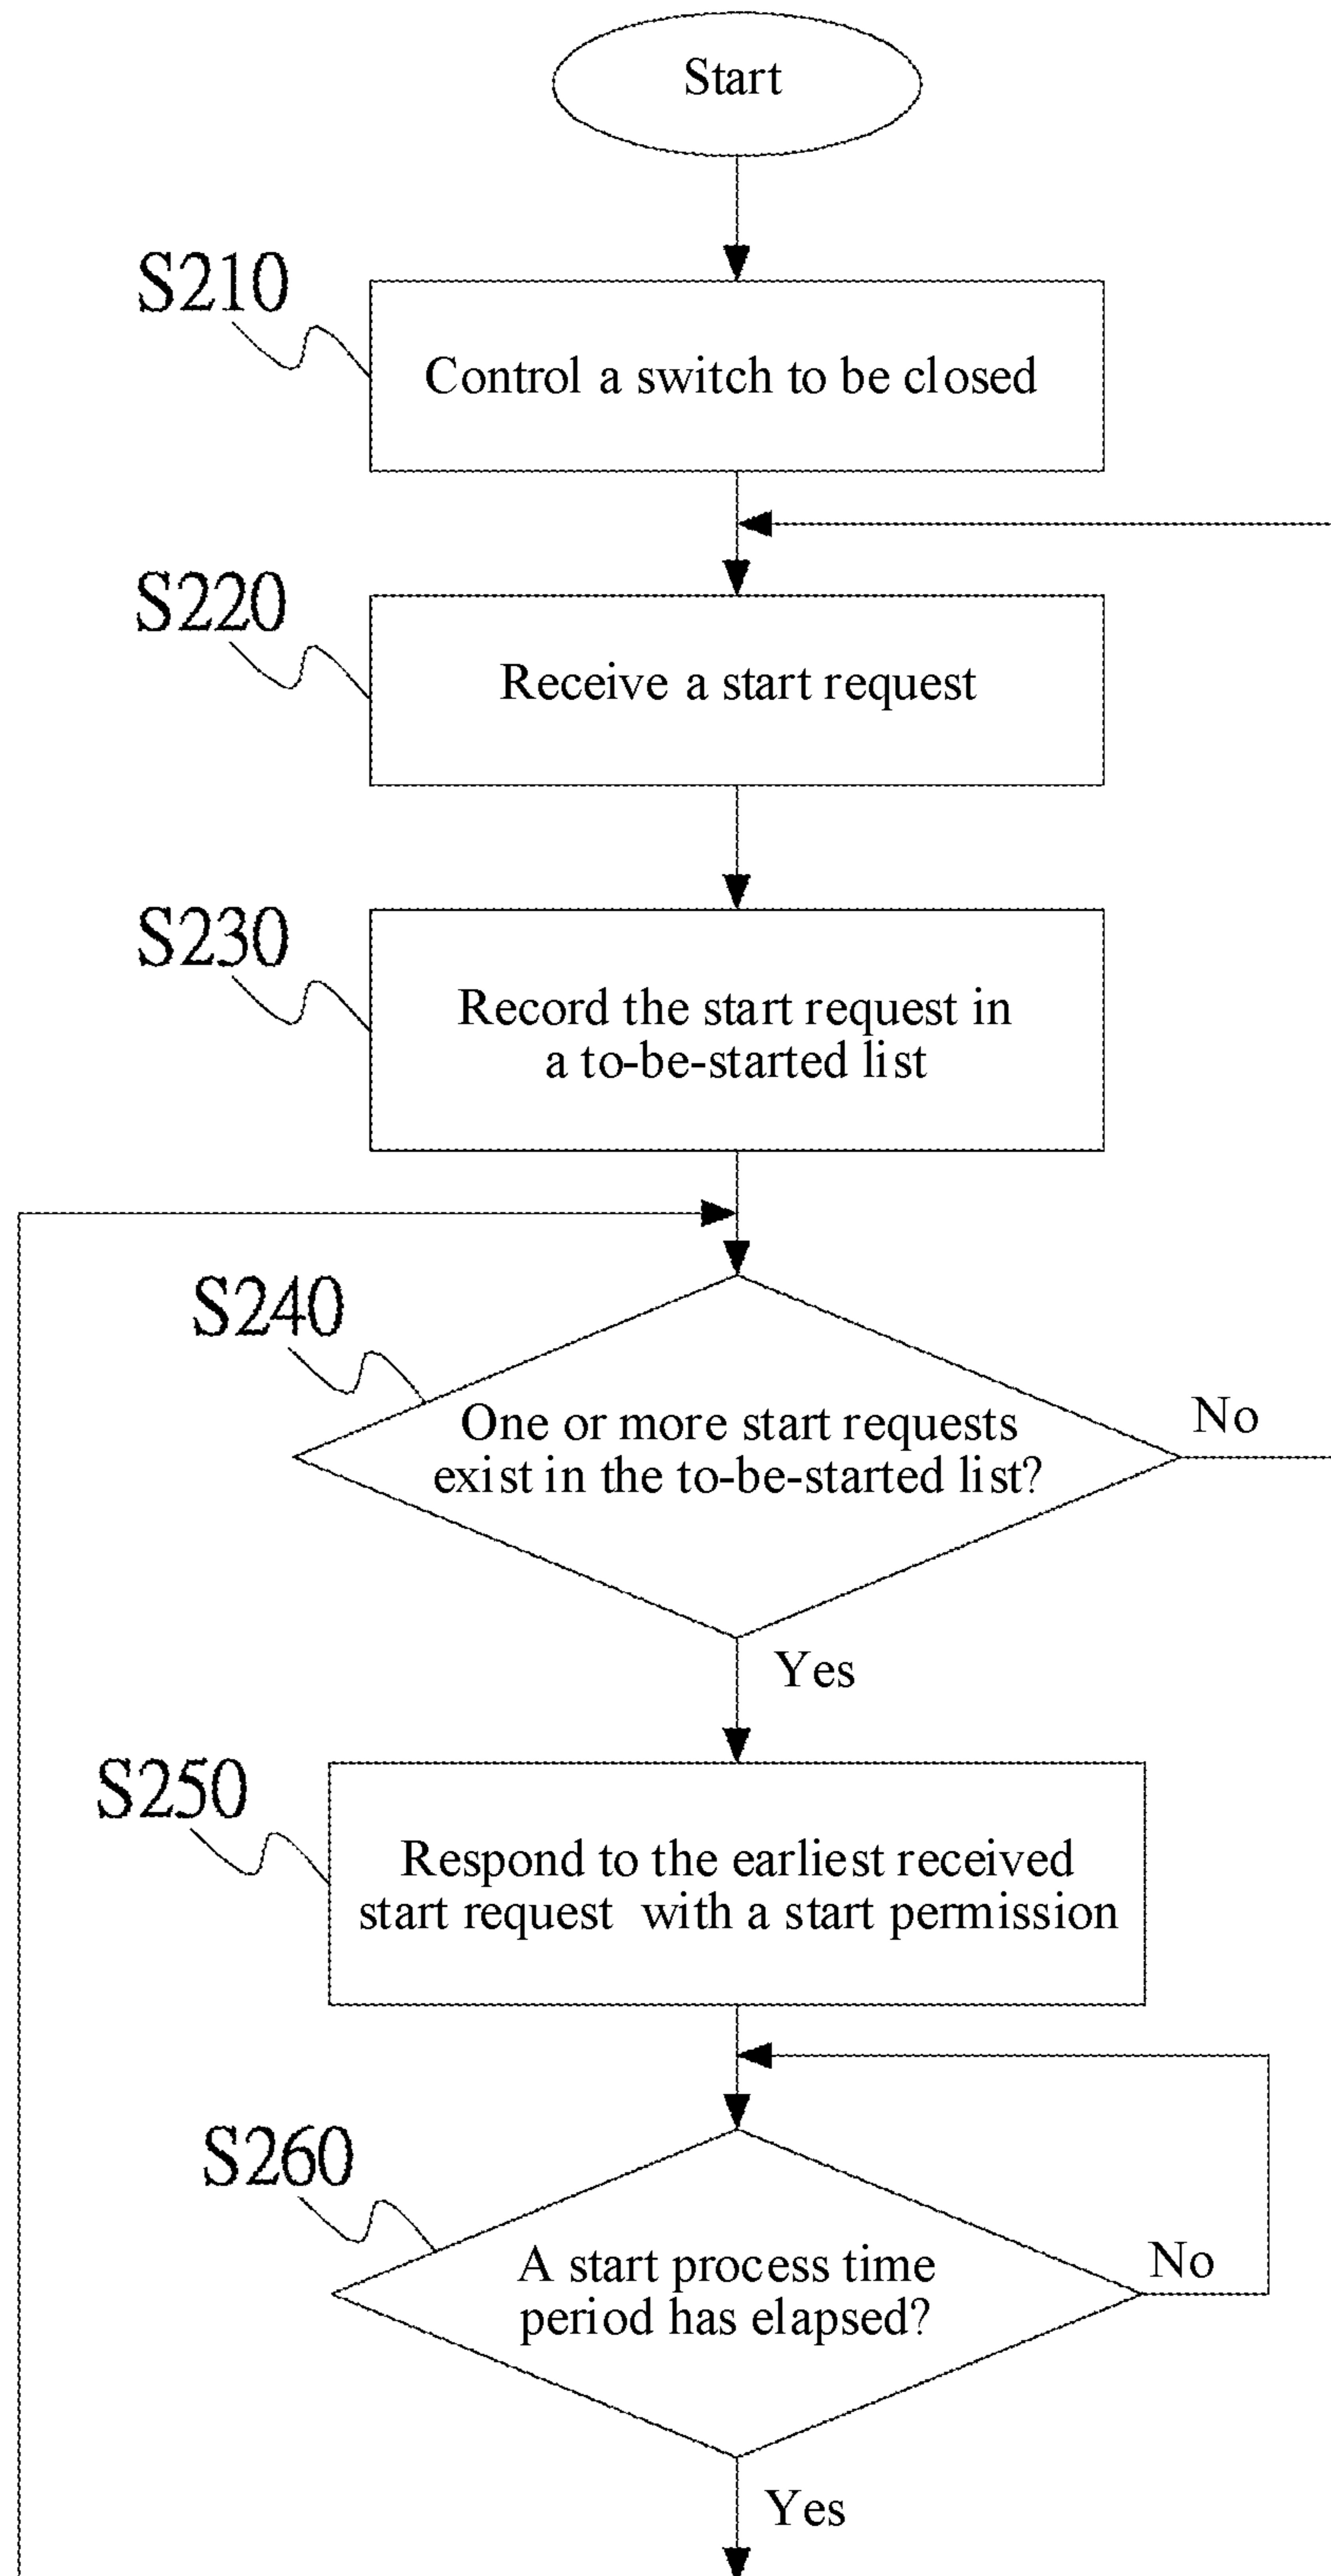 Start
S210
Control a switch to be closed
S220
Receive a start request
S230
Record the start request in
a to-be-started list
S240
One or more start requests
exist in the to-be-started list?
No
Yes
S250
Respond to the earliest received
start request with a start permission
S260
A start process time
period has elapsed?
No
Yes